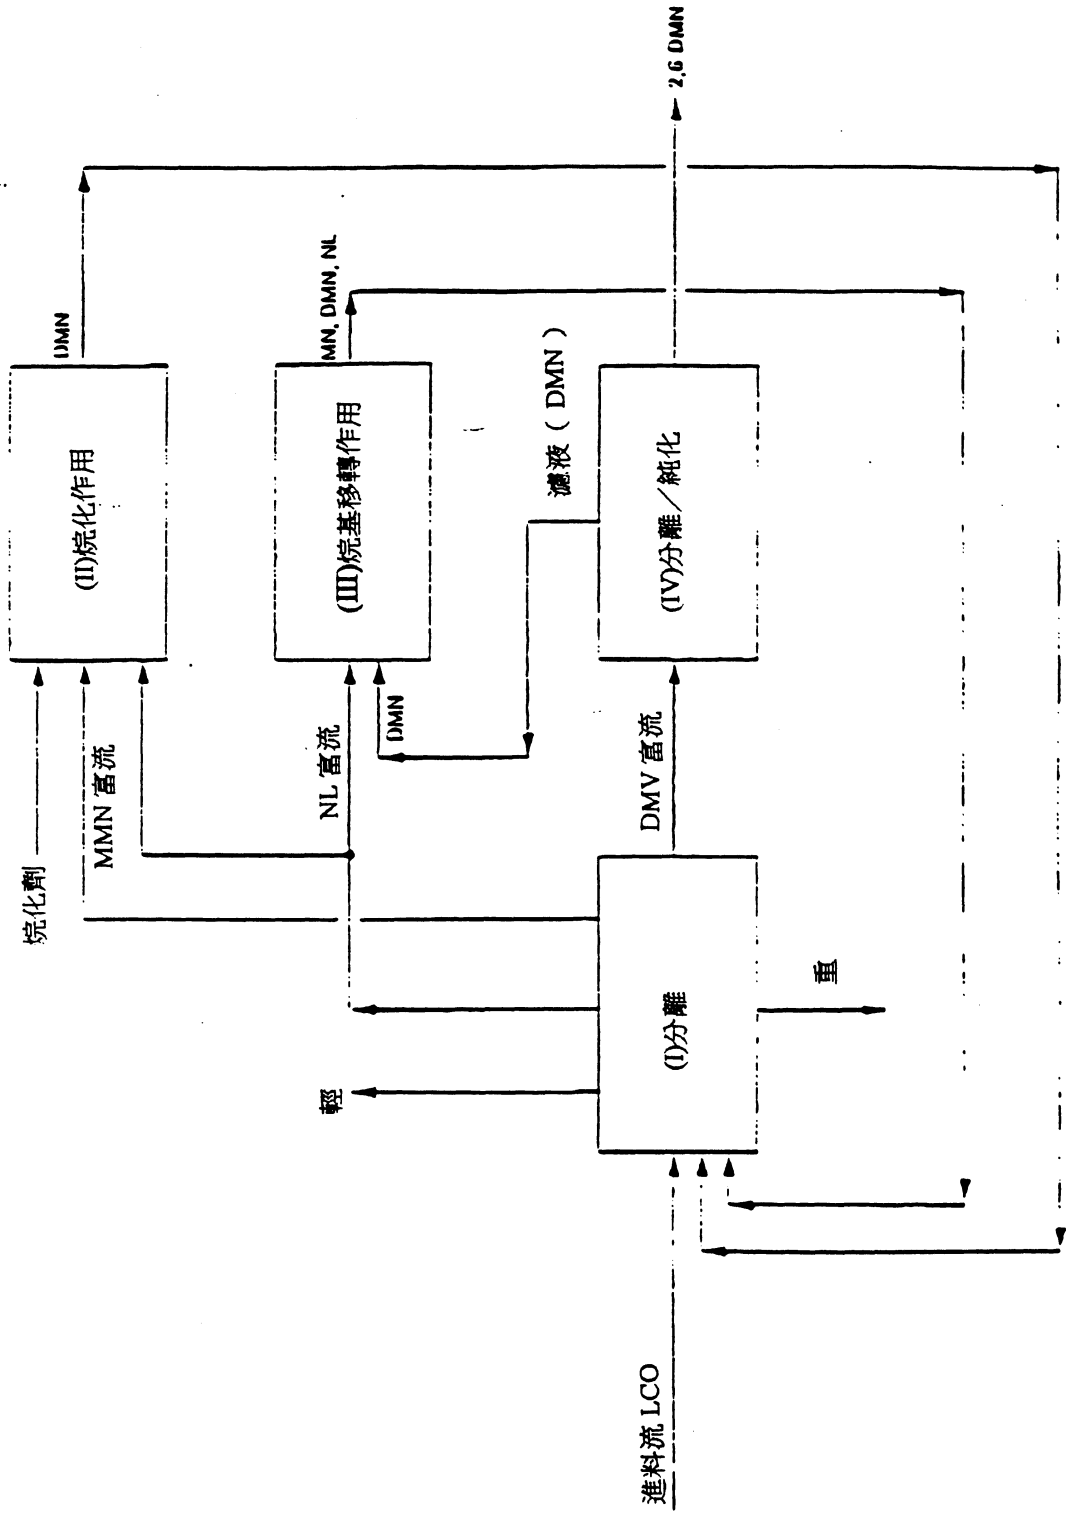 烷化劑
MMN 富流
(II)烷化作用
DMN
NL 富流
DMN
(III)烷基移轉作用
MN, DMN, NL
濾液（DMN）
輕
進料流 LCO
(I)分離
重
DMV 富流
(IV)分離／純化
2,6 DMN